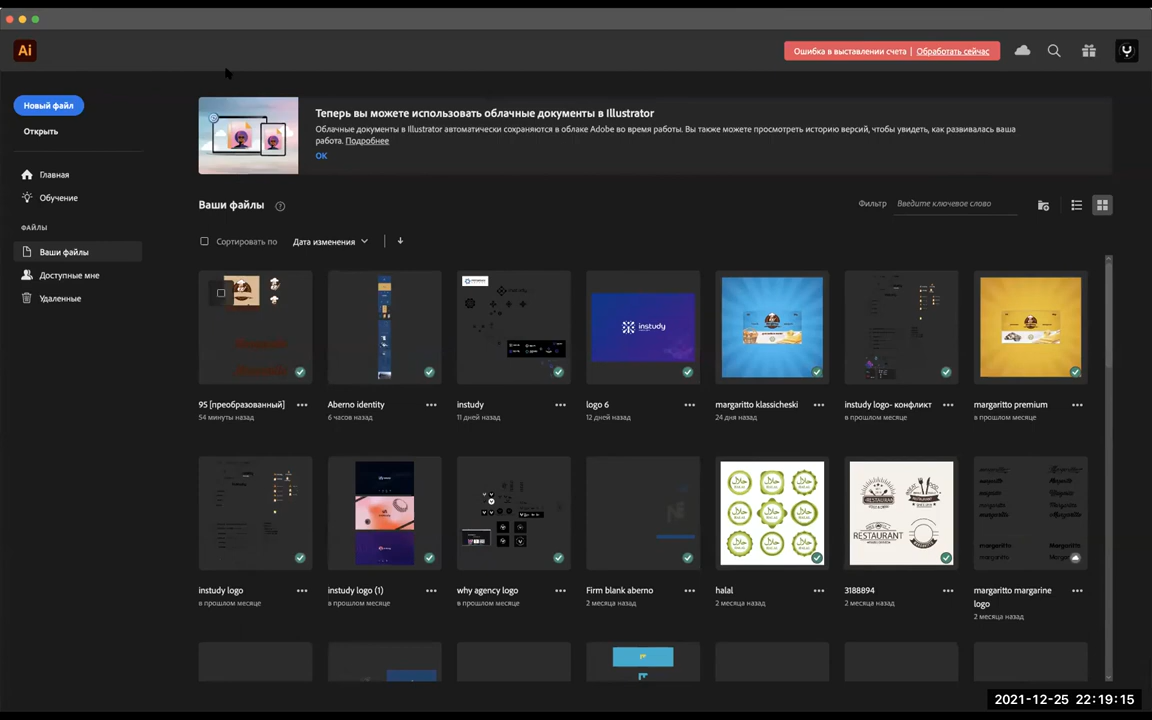 Ai
Ошибка в выставлении счета | Обработать сейчас
Новый файл
Открыть
Теперь вы можете использовать облачные документы в Illustrator
Облачные документы в Illustrator автоматически сохраняются в облаке Adobe во время работы. Вы также можете просмотреть историю версий, чтобы увидеть, как развивалась ваша
работа. Подробнее
ОК
Главная
Обучение
ФАЙЛЫ
Ваши файлы
Доступные мне
Удаленные
Ваши файлы
Фильтр Введите ключевое слово
Сортировать по Дата изменения
instudy
95 [преобразованный]
54 минуты назад
Aberno identity
6 часов назад
instudy
11 дней назад
logo 6
12 дней назад
margaritto klassicheski
24 дня назад
instudy logo- конфликт
в прошлом месяце
margaritto premium
в прошлом месяце
RESTAURANT
RESTAURANT
margaritto
margaritto
instudy logo
в прошлом месяце
instudy logo (1)
в прошлом месяце
why agency logo
в прошлом месяце
Firm blank aberno
2 месяца назад
halal
2 месяца назад
3188894
2 месяца назад
margaritto margarine
logo
2 месяца назад
2021-12-25 22:19:15